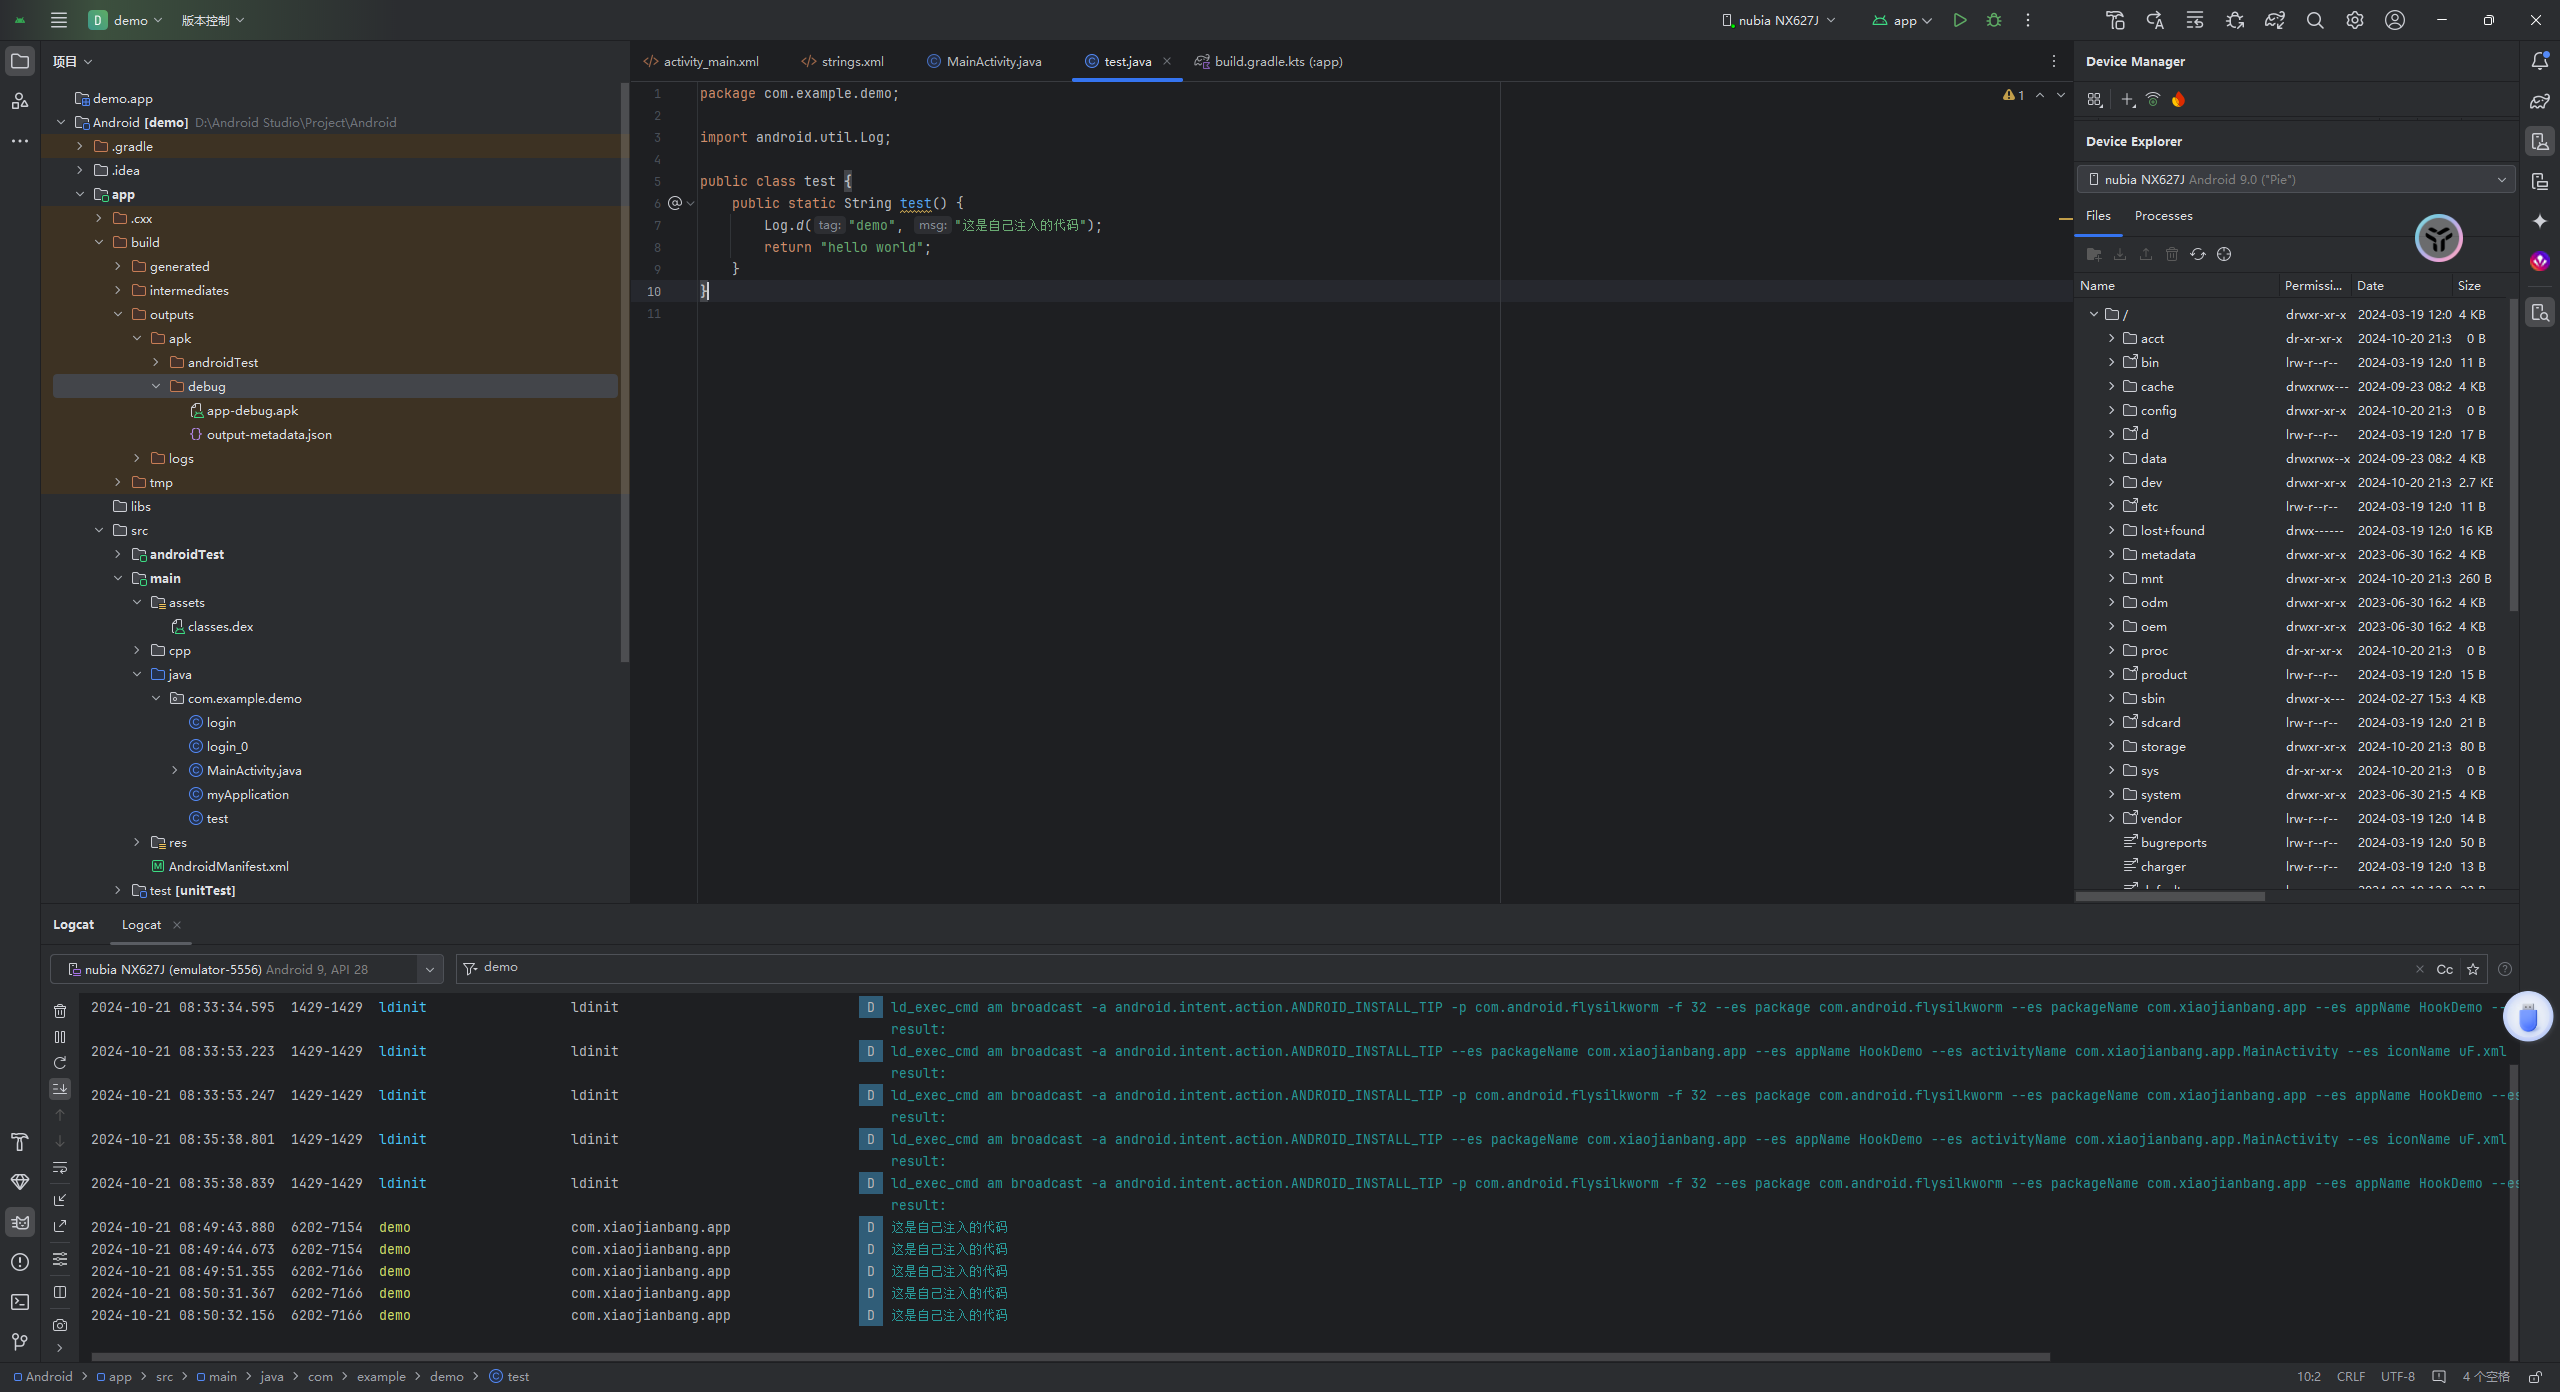 D demo 版本控制 nubia NX627J app
项目
demo.app
Android [demo] D:\Android Studio\Project\Android
.gradle
.idea
app
.cxx
build
generated
intermediates
outputs
apk
androidTest
debug
app-debug.apk
output-metadata.json
logs
tmp
libs
src
androidTest
main
assets
classes.dex
cpp
java
com.example.demo
login
login_0
MainActivity.java
myApplication
test
res
AndroidManifest.xml
test [unitTest]
activity_main.xml strings.xml MainActivity.java test.java build.gradle.kts (:app)
1 package com.example.demo;
2
3 import android.util.Log;
4
5 public class test {
6 public static String test() {
7 Log.d( tag: "demo", msg: "这是自己注入的代码");
8 return "hello world";
9 }
10 }
11
1
Device Manager
Device Explorer
nubia NX627J Android 9.0 ("Pie")
Files Processes
Name Permissi... Date Size
/ drwxr-xr-x 2024-03-19 12:0 4 KB
acct dr-xr-xr-x 2024-10-20 21:3 0 B
bin lrw-r--r-- 2024-03-19 12:0 11 B
cache drwxrwx--- 2024-09-23 08:2 4 KB
config drwxr-xr-x 2024-10-20 21:3 0 B
d lrw-r--r-- 2024-03-19 12:0 17 B
data drwxrwx--x 2024-09-23 08:2 4 KB
dev drwxr-xr-x 2024-10-20 21:3 2.7 KE
etc lrw-r--r-- 2024-03-19 12:0 11 B
lost+found drwx------ 2024-03-19 12:0 16 KB
metadata drwxr-xr-x 2023-06-30 16:2 4 KB
mnt drwxr-xr-x 2024-10-20 21:3 260 B
odm drwxr-xr-x 2023-06-30 16:2 4 KB
oem drwxr-xr-x 2023-06-30 16:2 4 KB
proc dr-xr-xr-x 2024-10-20 21:3 0 B
product lrw-r--r-- 2024-03-19 12:0 15 B
sbin drwxr-x--- 2024-02-27 15:3 4 KB
sdcard lrw-r--r-- 2024-03-19 12:0 21 B
storage drwxr-xr-x 2024-10-20 21:3 80 B
sys dr-xr-xr-x 2024-10-20 21:3 0 B
system drwxr-xr-x 2023-06-30 21:5 4 KB
vendor lrw-r--r-- 2024-03-19 12:0 14 B
bugreports lrw-r--r-- 2024-03-19 12:0 50 B
charger lrw-r--r-- 2024-03-19 12:0 13 B
Logcat Logcat
nubia NX627J (emulator-5556) Android 9, API 28 demo Cc
2024-10-21 08:33:34.595 1429-1429 ldinit ldinit D ld_exec_cmd am broadcast -a android.intent.action.ANDROID_INSTALL_TIP -p com.android.flysilkworm -f 32 --es package com.android.flysilkworm --es packageName com.xiaojianbang.app --es appName HookDemo --
result:
2024-10-21 08:33:53.223 1429-1429 ldinit ldinit D ld_exec_cmd am broadcast -a android.intent.action.ANDROID_INSTALL_TIP --es packageName com.xiaojianbang.app --es appName HookDemo --es activityName com.xiaojianbang.app.MainActivity --es iconName uF.xml
result:
2024-10-21 08:33:53.247 1429-1429 ldinit ldinit D ld_exec_cmd am broadcast -a android.intent.action.ANDROID_INSTALL_TIP -p com.android.flysilkworm -f 32 --es package com.android.flysilkworm --es packageName com.xiaojianbang.app --es appName HookDemo --es
result:
2024-10-21 08:35:38.801 1429-1429 ldinit ldinit D ld_exec_cmd am broadcast -a android.intent.action.ANDROID_INSTALL_TIP --es packageName com.xiaojianbang.app --es appName HookDemo --es activityName com.xiaojianbang.app.MainActivity --es iconName uF.xml
result:
2024-10-21 08:35:38.839 1429-1429 ldinit ldinit D ld_exec_cmd am broadcast -a android.intent.action.ANDROID_INSTALL_TIP -p com.android.flysilkworm -f 32 --es package com.android.flysilkworm --es packageName com.xiaojianbang.app --es appName HookDemo --es
result:
2024-10-21 08:49:43.880 6202-7154 demo com.xiaojianbang.app D 这是自己注入的代码
2024-10-21 08:49:44.673 6202-7154 demo com.xiaojianbang.app D 这是自己注入的代码
2024-10-21 08:49:51.355 6202-7166 demo com.xiaojianbang.app D 这是自己注入的代码
2024-10-21 08:50:31.367 6202-7166 demo com.xiaojianbang.app D 这是自己注入的代码
2024-10-21 08:50:32.156 6202-7166 demo com.xiaojianbang.app D 这是自己注入的代码
Android > app > src > main > java > com > example > demo > test 10:2 CRLF UTF-8 4 个空格